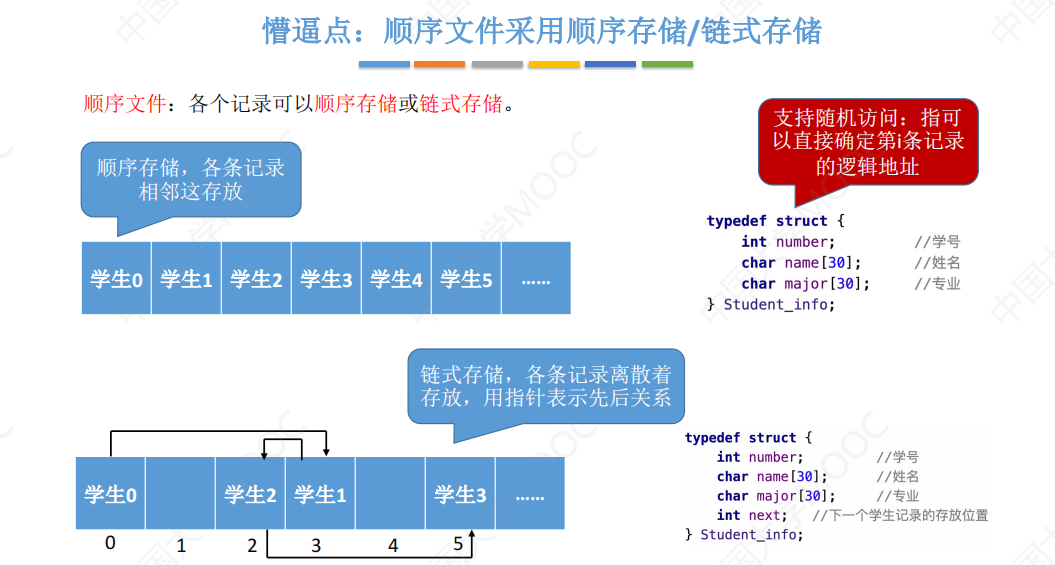 懵逼点：顺序文件采用顺序存储/链式存储
顺序文件：各个记录可以顺序存储或链式存储。
支持随机访问：指可
以直接确定第i条记录
的逻辑地址
顺序存储，各条记录
相邻这存放
typedef struct {
int number; //学号
char name[30]; //姓名
char major[30]; //专业
} Student_info;
学生0 学生1 学生2 学生3 学生4 学生5 ……
链式存储，各条记录离散着
存放，用指针表示先后关系
typedef struct {
int number; //学号
char name[30]; //姓名
char major[30]; //专业
int next; //下一个学生记录的存放位置
} Student_info;
学生0 学生2 学生1 学生3 ……
0 1 2 3 4 5
中国大学MOOC